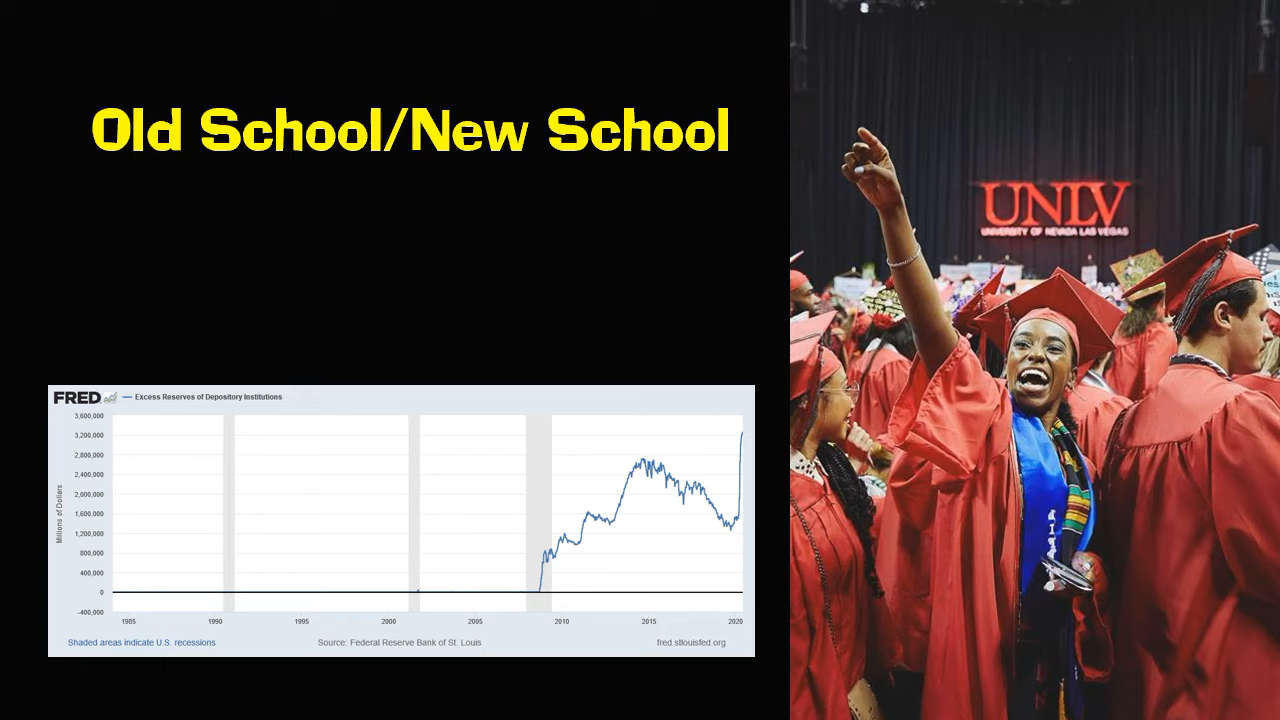 Old School/New School
FRED
Excess Reserves of Depository Institutions
3,600,000
3,200,000
2,800,000
2,400,000
2,000,000
1,600,000
1,200,000
800,000
400,000
0
-400,000
Millions of Dollars
1985 1990 1995 2000 2005 2010 2015 2020
Shaded areas indicate U.S. recessions
Source: Federal Reserve Bank of St. Louis
fred.stlouisfed.org
UNLV
UNIVERSITY OF NEVADA LAS VEGAS